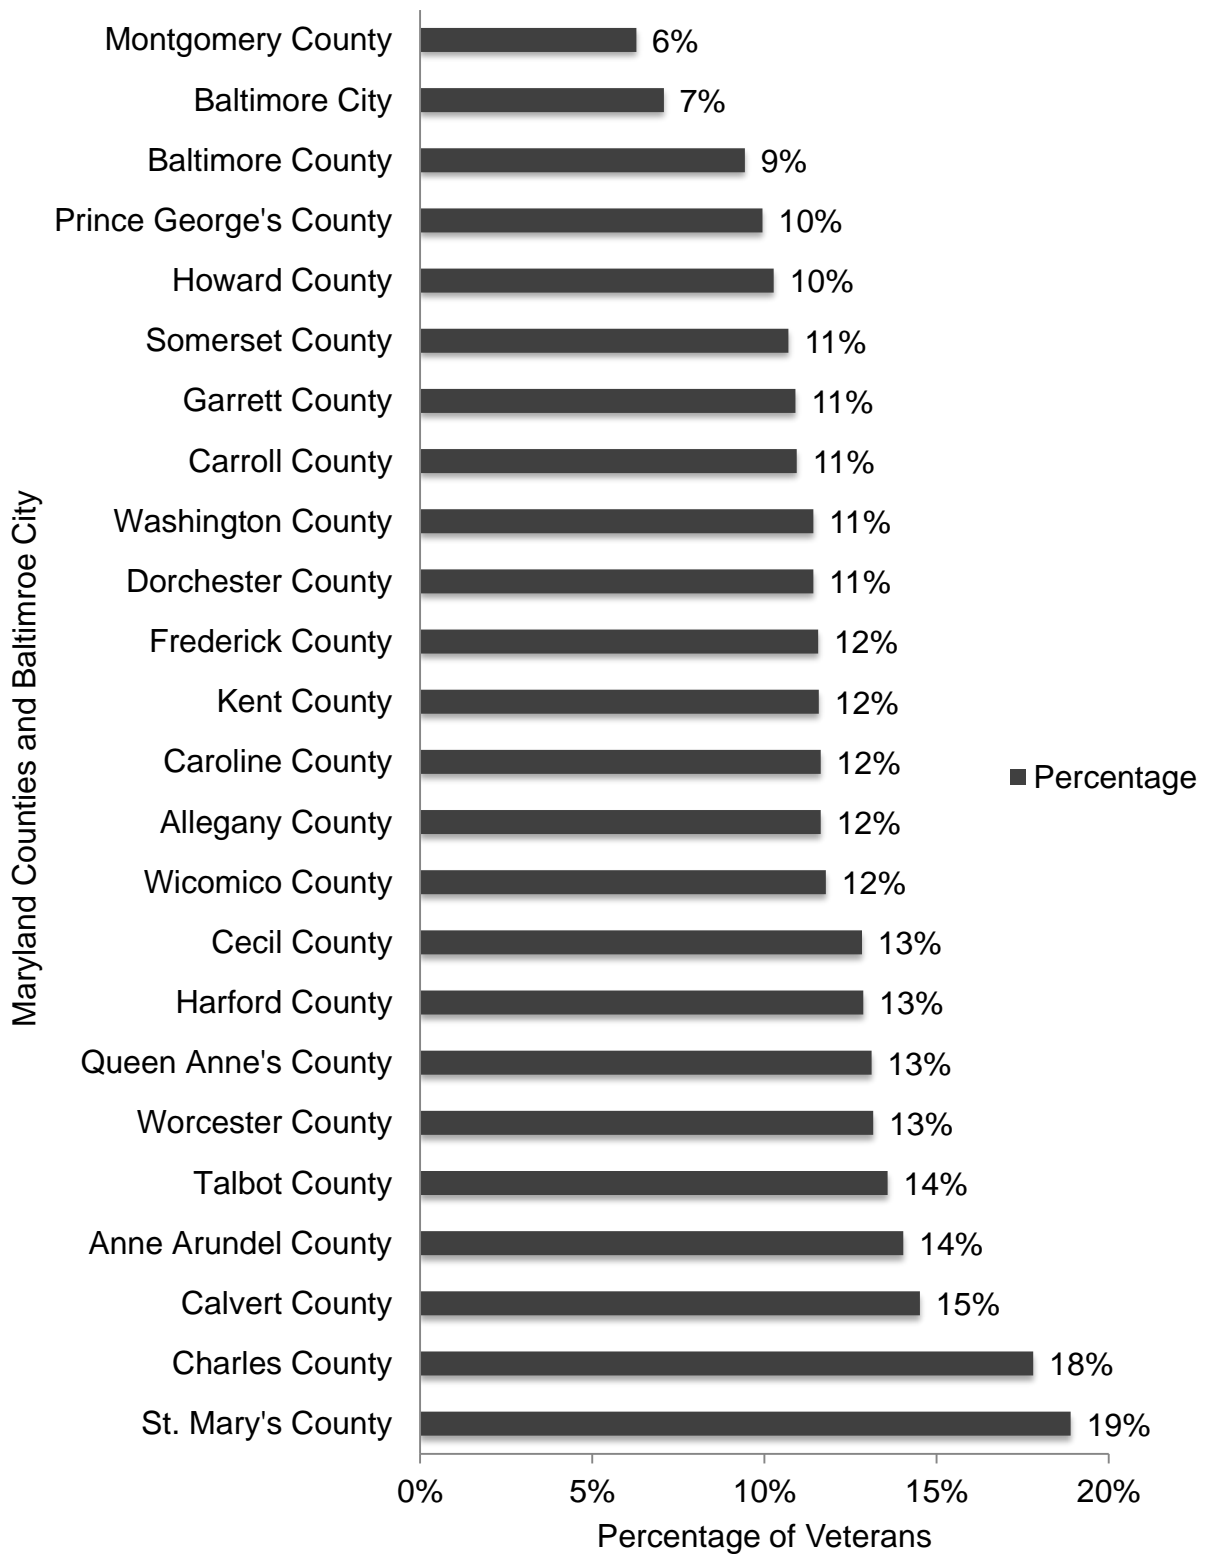 Montgomery County 6%
Baltimore City 7%
Baltimore County 9%
Prince George's County 10%
Howard County 10%
Somerset County 11%
Garrett County 11%
Carroll County 11%
Washington County 11%
Dorchester County 11%
Frederick County 12%
Kent County 12%
Caroline County 12%
Allegany County 12%
Wicomico County 12%
Cecil County 13%
Harford County 13%
Queen Anne's County 13%
Worcester County 13%
Talbot County 14%
Anne Arundel County 14%
Calvert County 15%
Charles County 18%
St. Mary's County 19%
Maryland Counties and Baltimroe City
Percentage
0% 5% 10% 15% 20%
Percentage of Veterans